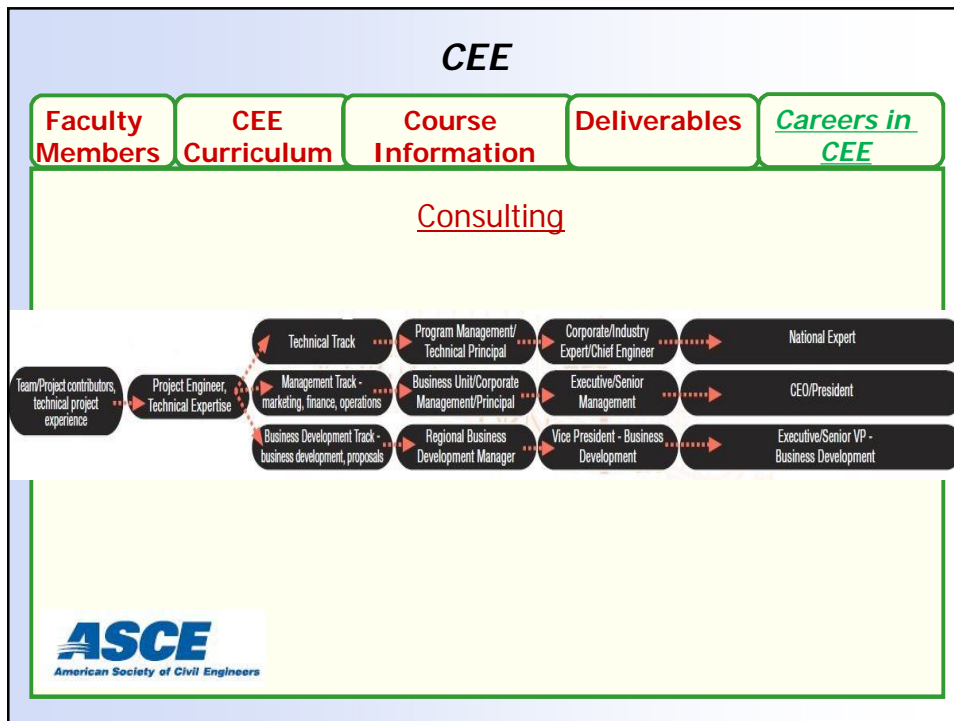 CEE
Faculty
Members
CEE
Curriculum
Course
Information
Deliverables
Careers in
CEE
Consulting
Team/Project contributors,
technical project
experience
Project Engineer,
Technical Expertise
Technical Track
Program Management/
Technical Principal
Corporate/Industry
Expert/Chief Engineer
National Expert
Management Track -
marketing, finance, operations
Business Unit/Corporate
Management/Principal
Executive/Senior
Management
CEO/President
Business Development Track -
business development, proposals
Regional Business
Development Manager
Vice President - Business
Development
Executive/Senior VP -
Business Development
ASCE
American Society of Civil Engineers